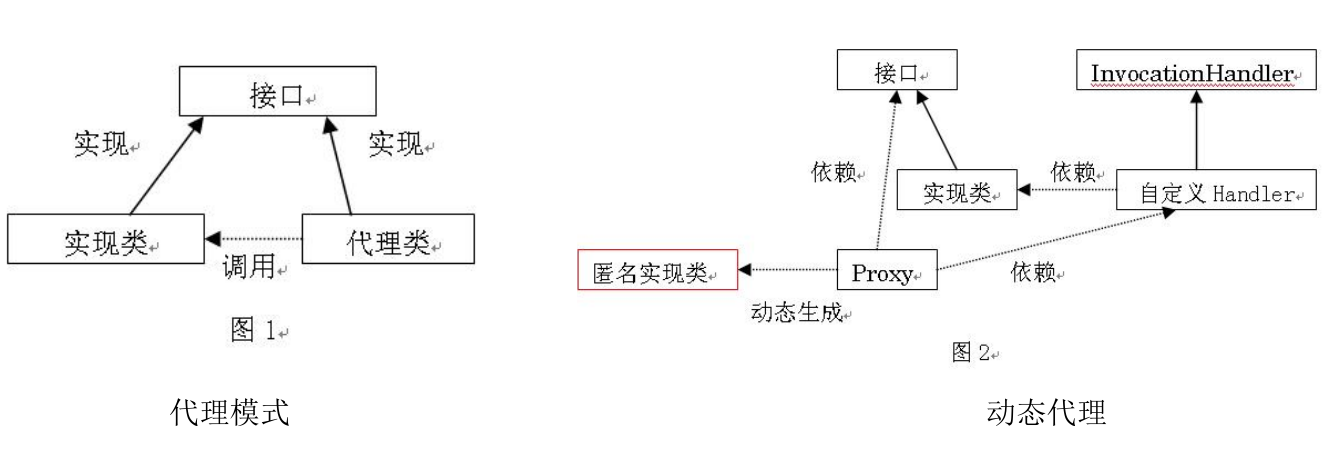 接口
实现
实现
实现类
代理类
调用
图 1
代理模式
接口
InvocationHandler
依赖
实现类
依赖
自定义 Handler
匿名实现类
Proxy
依赖
动态生成
图 2
动态代理